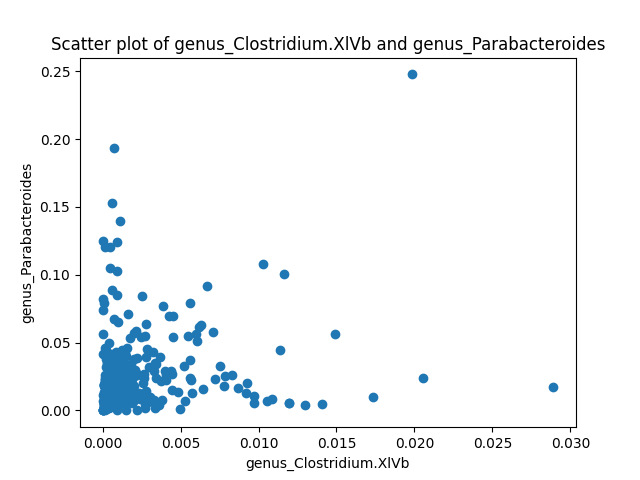 Scatter plot of genus_Clostridium.XlVb and genus_Parabacteroides
genus_Parabacteroides
0.25
0.20
0.15
0.10
0.05
0.00
0.000 0.005 0.010 0.015 0.020 0.025 0.030
genus_Clostridium.XlVb